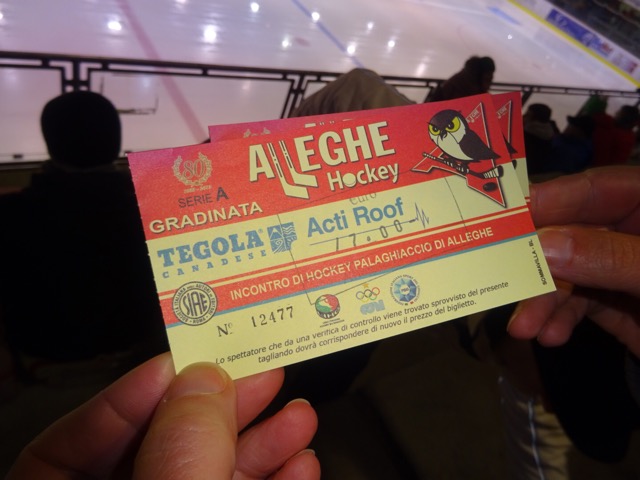 80
SERIE A
GRADINATA
ALLEGHE
Hockey
TEGOLA
CANADESE
Acti Roof
Euro
17.00
INCONTRO DI HOCKEY PALAGHIACCIO DI ALLEGHE
SIAE
N° 12477
Lo spettatore che da una verifica di controllo viene trovato sprovvisto del presente
tagliando dovrà corrispondere di nuovo il prezzo del biglietto.